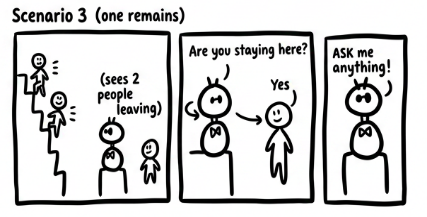 Scenario 3 (one remains)
(sees 2
people
leaving)
Are you staying here?
Yes
ASK me
anything!